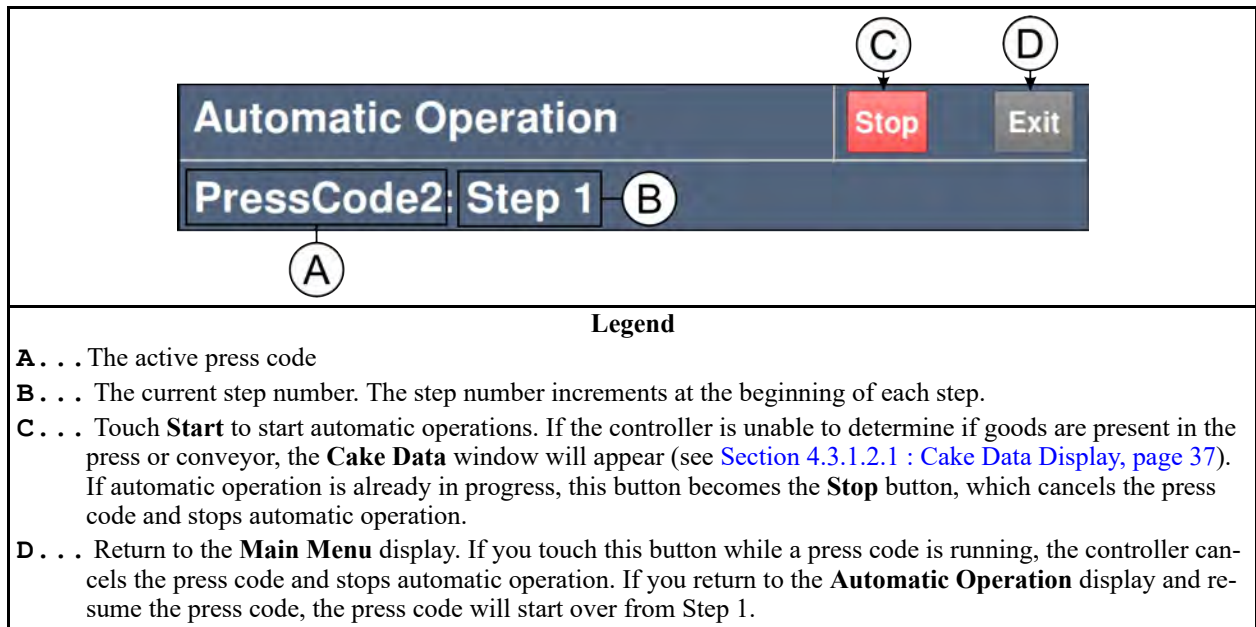 C
D
Automatic Operation
Stop
Exit
PressCode2: Step 1
B
A
Legend
A... The active press code
B... The current step number. The step number increments at the beginning of each step.
C... Touch Start to start automatic operations. If the controller is unable to determine if goods are present in the
press or conveyor, the Cake Data window will appear (see Section 4.3.1.2.1 : Cake Data Display, page 37).
If automatic operation is already in progress, this button becomes the Stop button, which cancels the press
code and stops automatic operation.
D... Return to the Main Menu display. If you touch this button while a press code is running, the controller can-
cels the press code and stops automatic operation. If you return to the Automatic Operation display and re-
sume the press code, the press code will start over from Step 1.